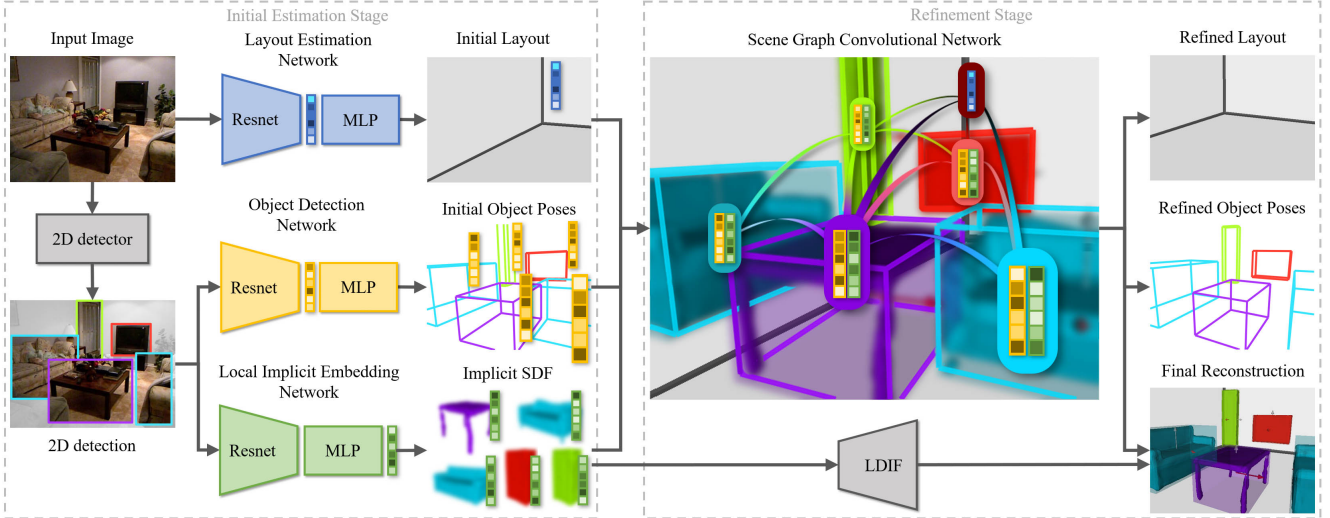 Initial Estimation Stage
Refinement Stage
Input Image
Layout Estimation
Network
Initial Layout
Scene Graph Convolutional Network
Refined Layout
Resnet
MLP
2D detector
Object Detection
Network
Initial Object Poses
Refined Object Poses
Resnet
MLP
Local Implicit Embedding
Network
Implicit SDF
Final Reconstruction
2D detection
Resnet
MLP
LDIF